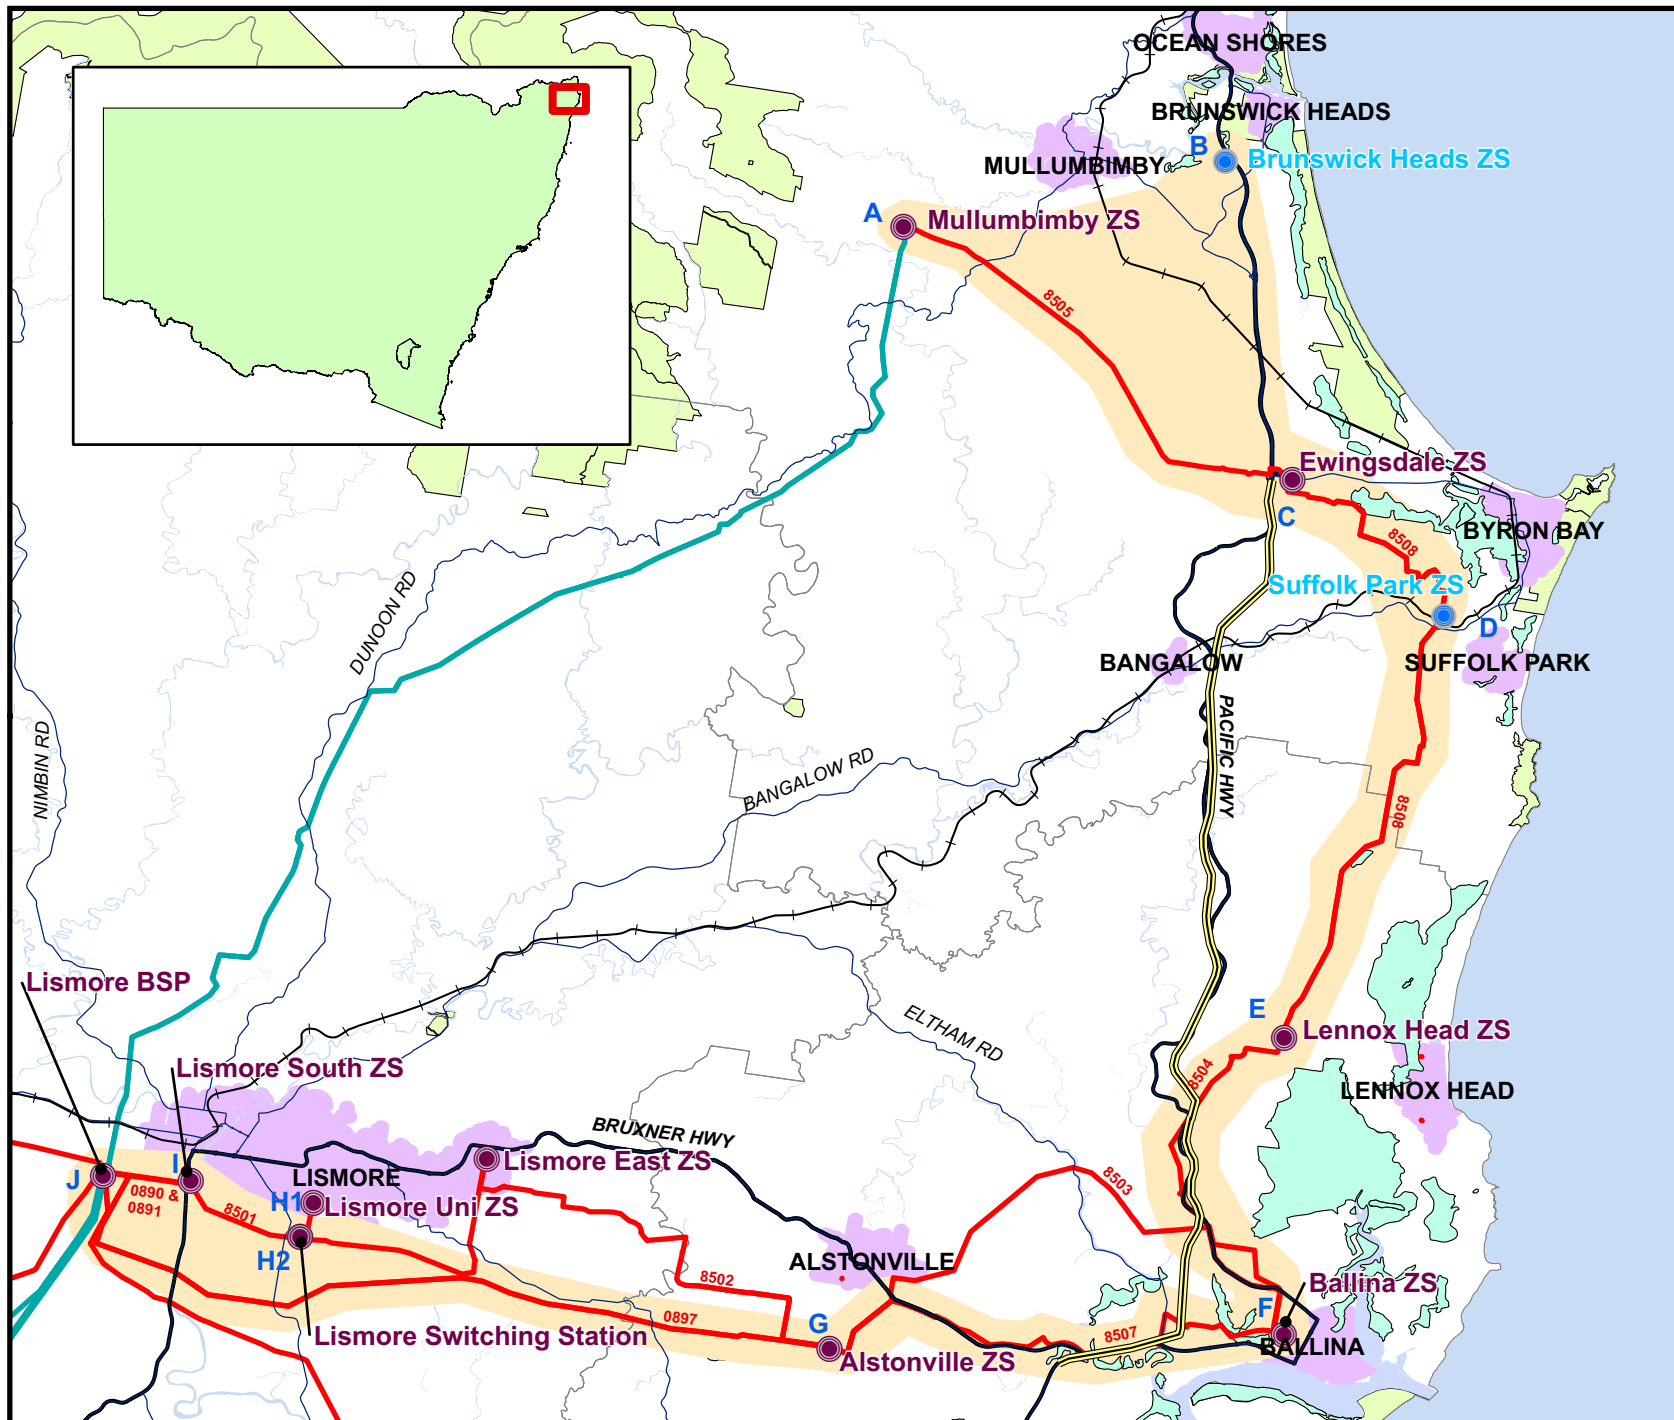 OCEAN SHORES
BRUNSWICK HEADS
B
Brunswick Heads ZS
MULLUMBIMBY
A
Mullumbimby ZS
8505
Ewingsdale ZS
C
BYRON BAY
8508
Suffolk Park ZS
D
DUNOON RD
BANGALOW
SUFFOLK PARK
PACIFIC HWY
NIMBIN RD
BANGALOW RD
8508
Lismore BSP
E
ELTHAM RD
Lennox Head ZS
Lismore South ZS
8504
LENNOX HEAD
BRUXNER HWY
I
Lismore East ZS
J
LISMORE
0890 &
0891
H1
Lismore Uni ZS
8501
8503
H2
ALSTONVILLE
8502
Ballina ZS
F
0897
G
Lismore Switching Station
8507
BALLINA
Alstonville ZS